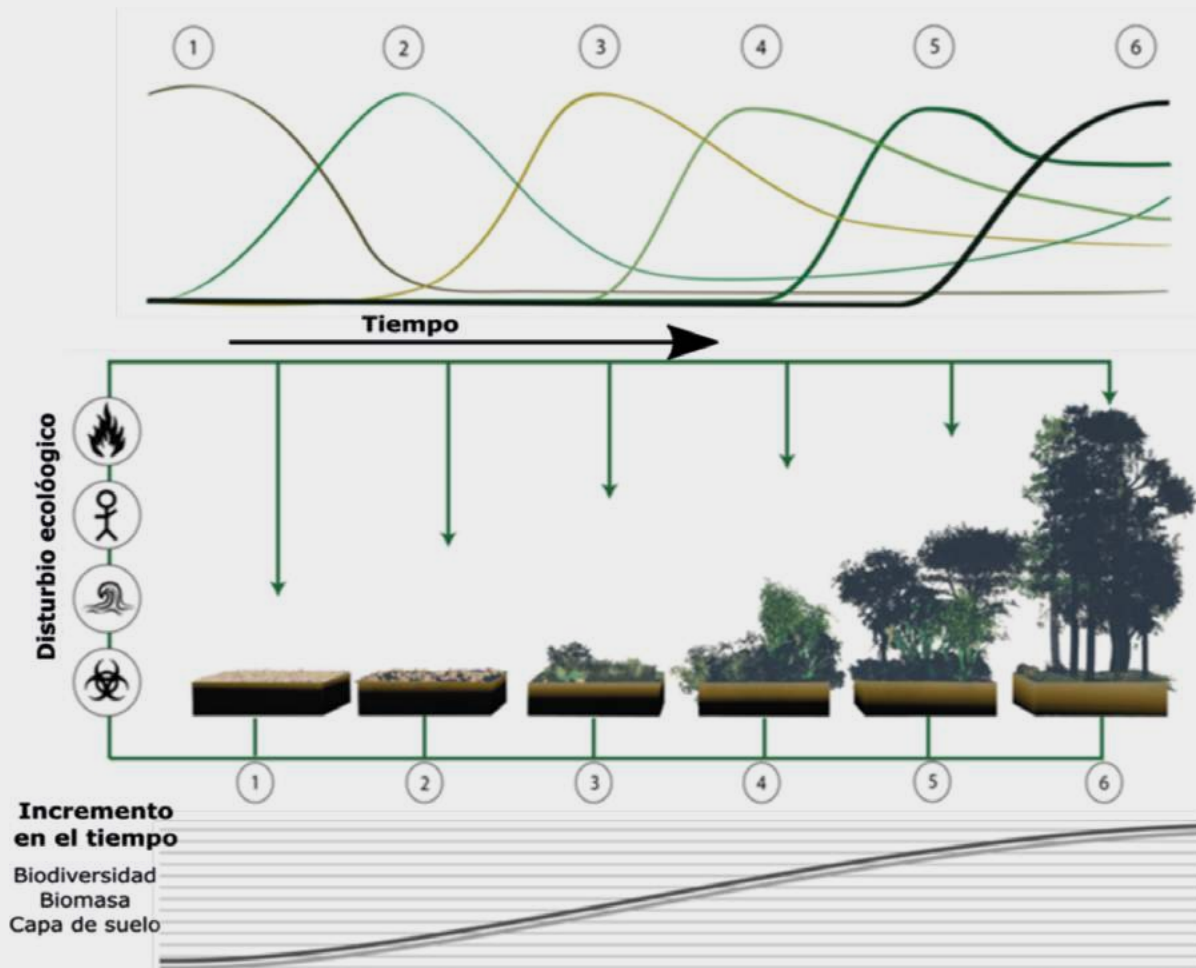 1 2 3 4 5 6
Tiempo
Disturbio ecolóogico
1 2 3 4 5 6
Incremento
en el tiempo
Biodiversidad
Biomasa
Capa de suelo